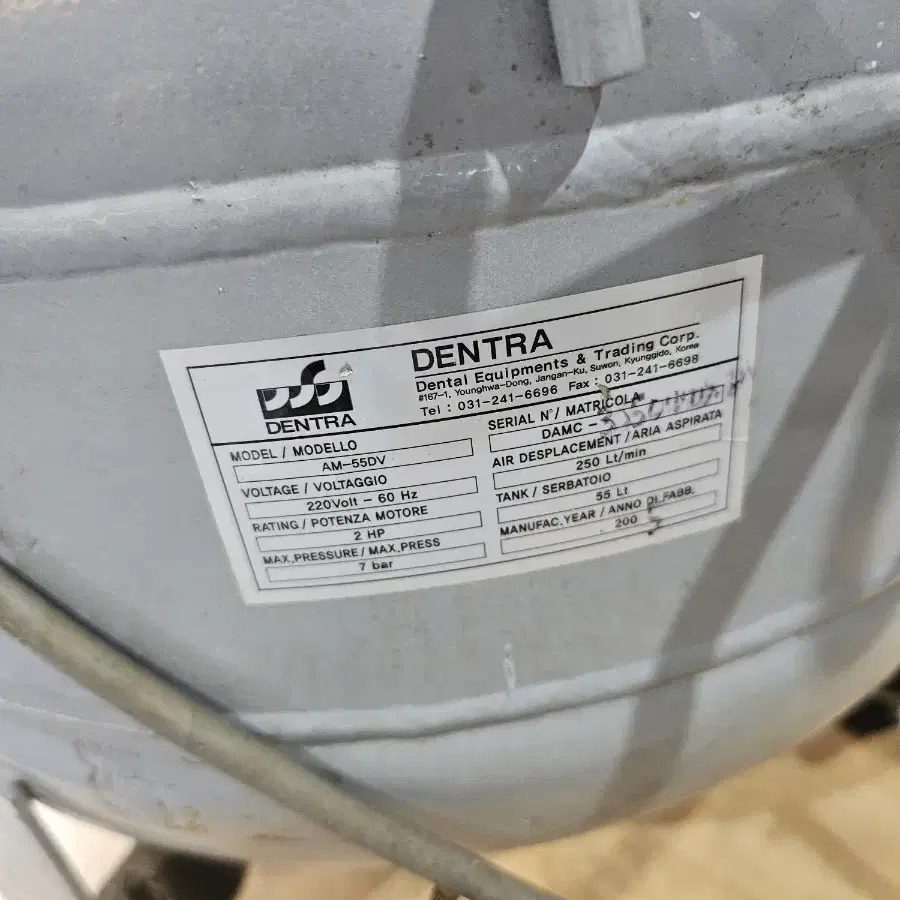 DENTRA
DENTRA
Dental Equipments & Trading Corp.
#167-1, Younghwa-Dong, Jangan-Ku, Suwon, Kyunggido, Korea
Tel : 031-241-6696 Fax : 031-241-6698
MODEL / MODELLO
AM-55DV
VOLTAGE / VOLTAGGIO
220Volt - 60 Hz
RATING / POTENZA MOTORE
2 HP
MAX.PRESSURE / MAX.PRESS
7 bar
SERIAL N°/ MATRICOLA
DAMC -
AIR DESPLACEMENT /ARIA ASPIRATA
250 Lt/min
TANK / SERBATOIO
55 Lt
MANUFAC.YEAR / ANNO DI FABB.
200